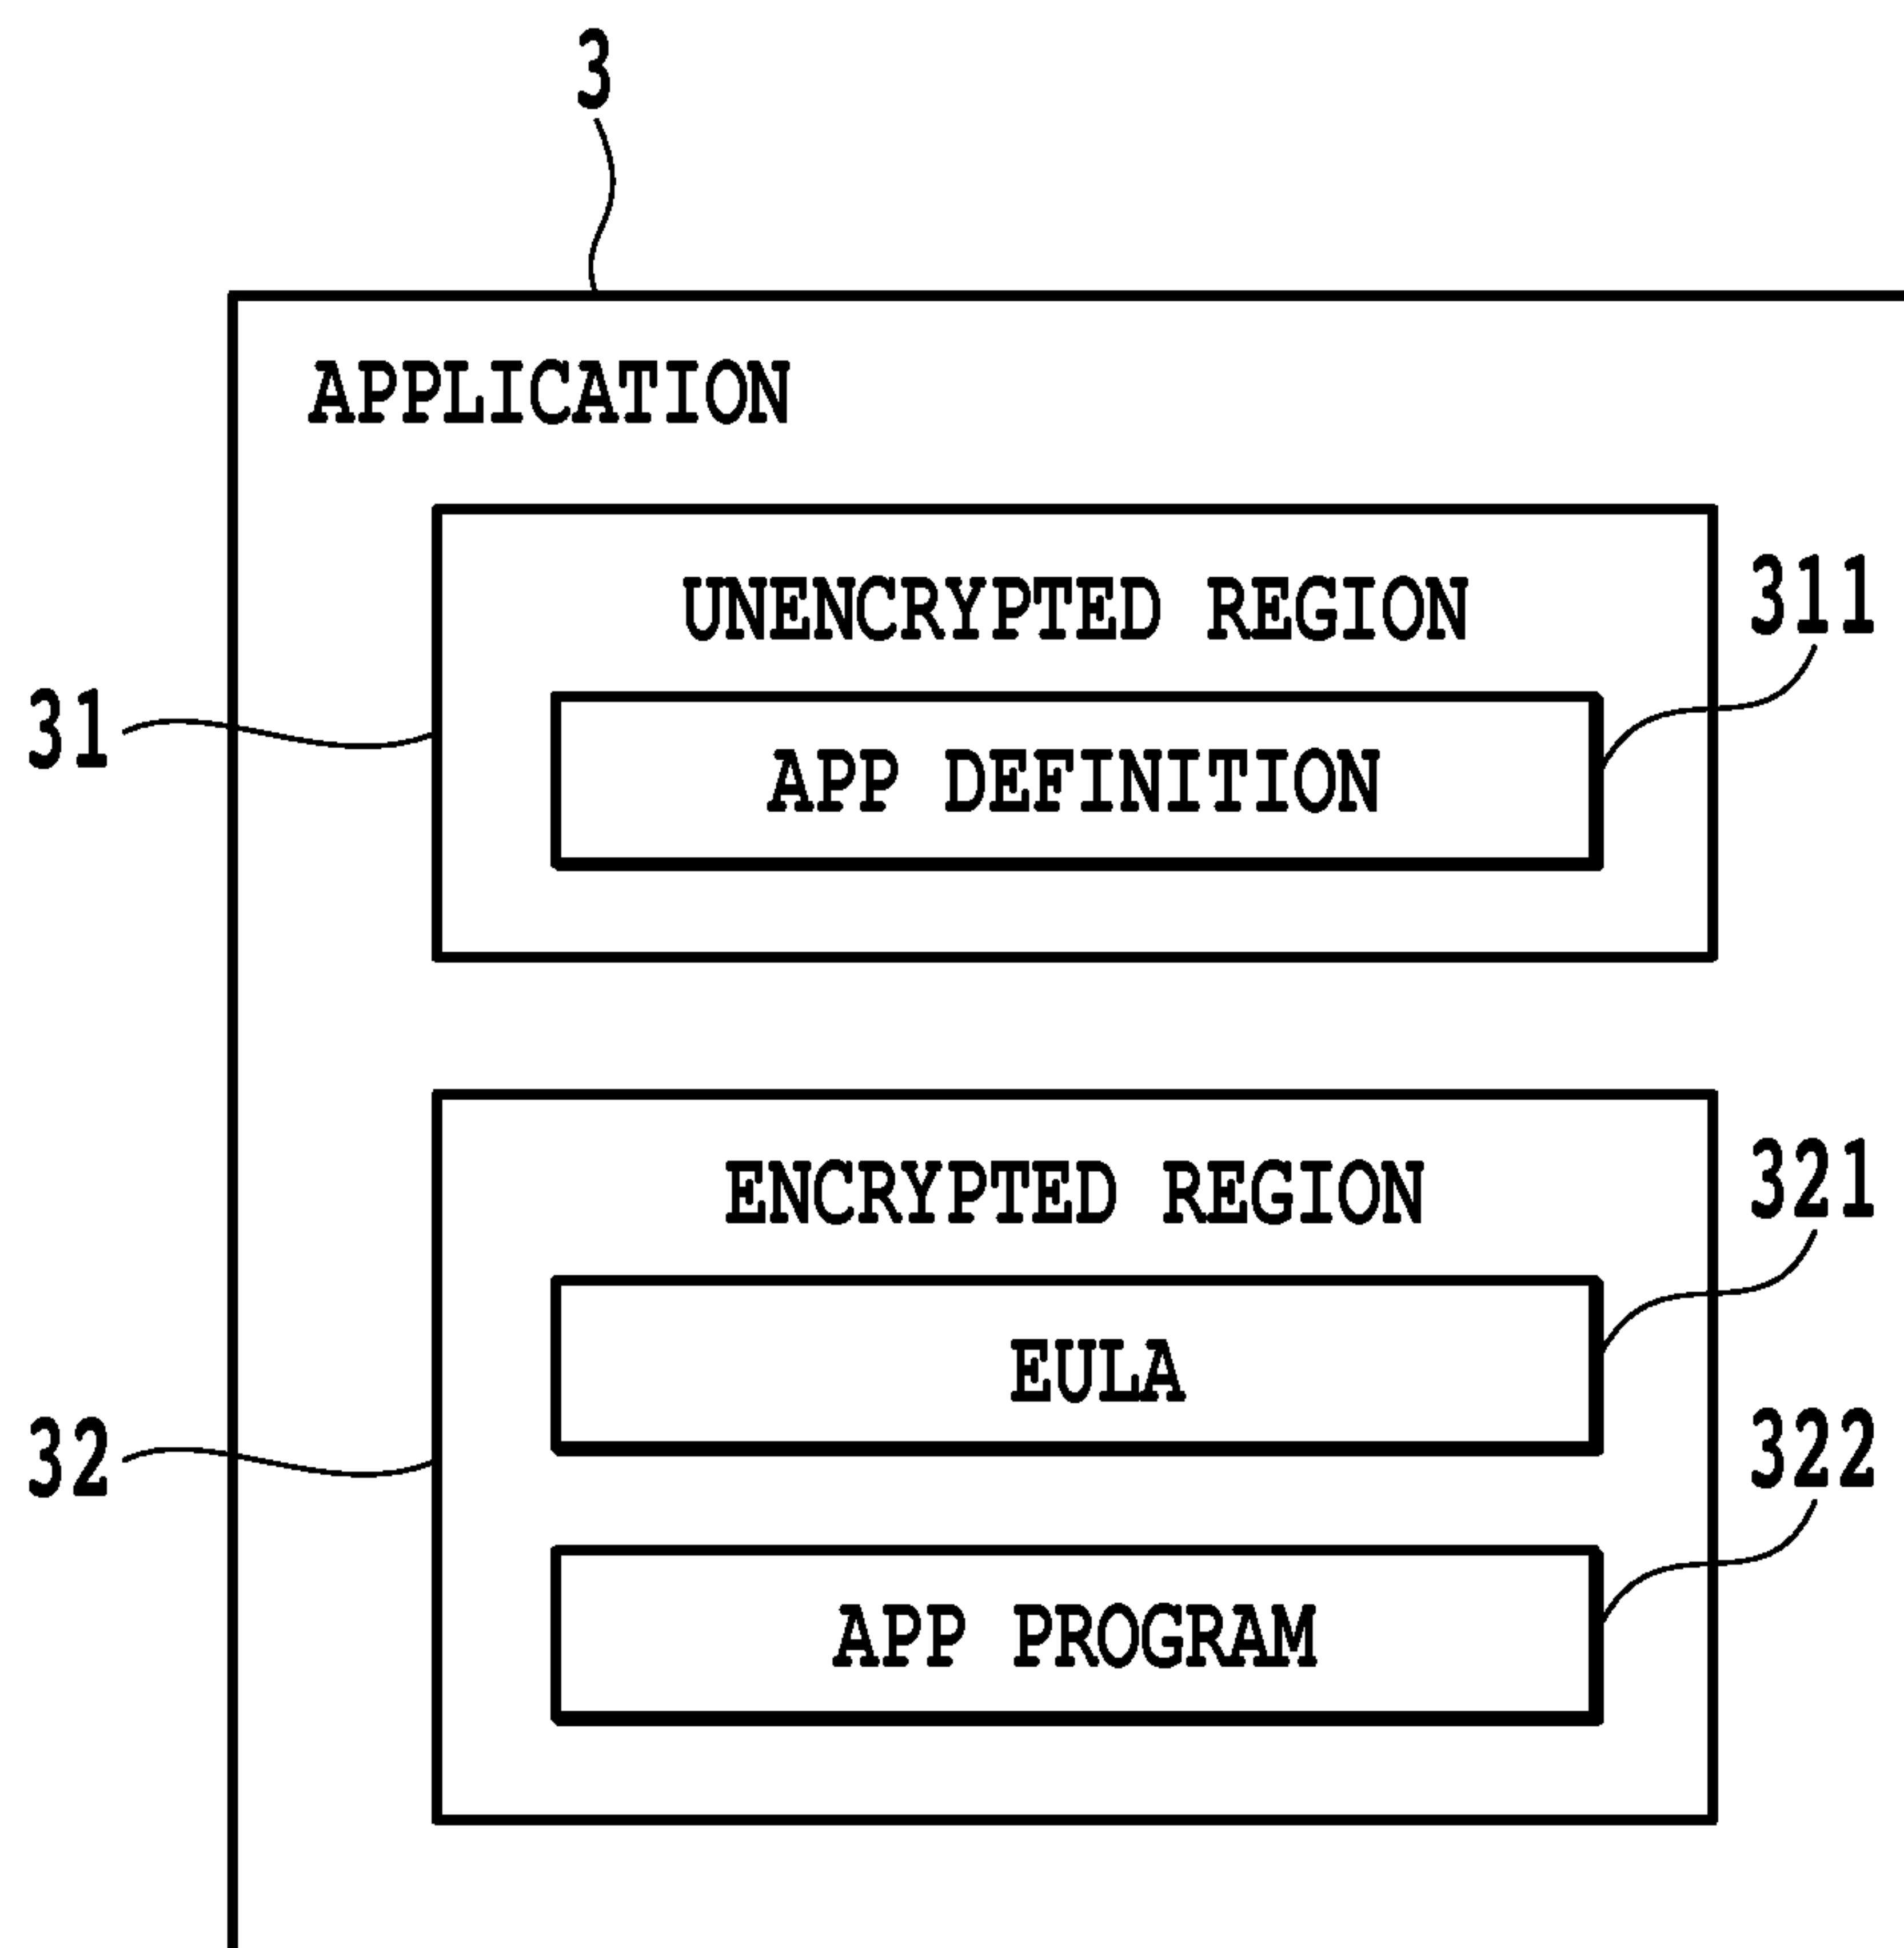 3
APPLICATION
UNENCRYPTED REGION
311
31
APP DEFINITION
ENCRYPTED REGION
321
EULA
32
322
APP PROGRAM